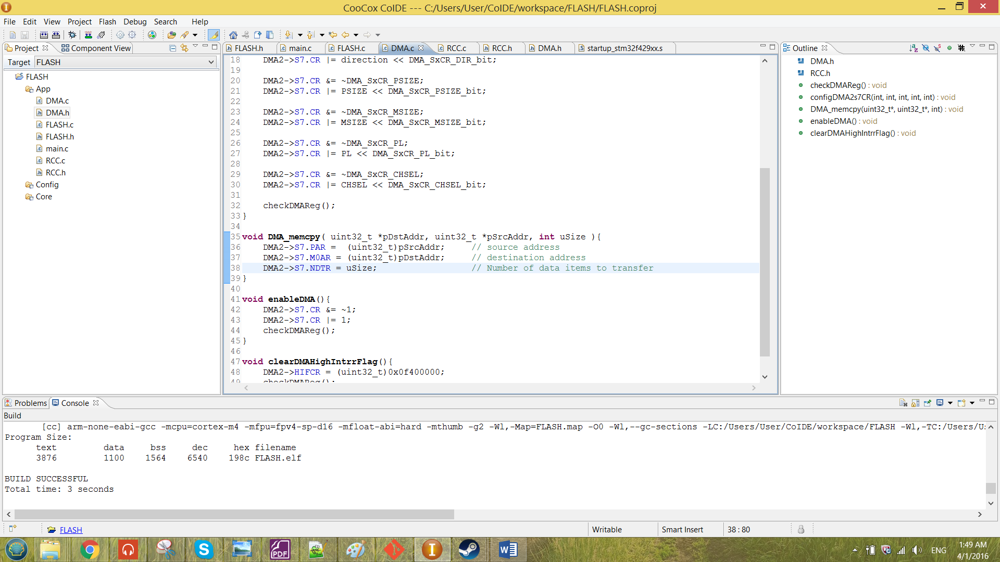 CooCox CoIDE --- C:/Users/User/CoIDE/workspace/FLASH/FLASH.coproj
File Edit View Project Flash Debug Search Help
Project Component View
Target FLASH
FLASH
App
DMA.c
DMA.h
FLASH.c
FLASH.h
main.c
RCC.c
RCC.h
Config
Core
FLASH.h main.c FLASH.c DMA.c RCC.c RCC.h DMA.h startup_stm32f429xx.s
18 DMA2->S7.CR |= direction << DMA_SxCR_DIR_bit;
19
20 DMA2->S7.CR &= ~DMA_SxCR_PSIZE;
21 DMA2->S7.CR |= PSIZE << DMA_SxCR_PSIZE_bit;
22
23 DMA2->S7.CR &= ~DMA_SxCR_MSIZE;
24 DMA2->S7.CR |= MSIZE << DMA_SxCR_MSIZE_bit;
25
26 DMA2->S7.CR &= ~DMA_SxCR_PL;
27 DMA2->S7.CR |= PL << DMA_SxCR_PL_bit;
28
29 DMA2->S7.CR &= ~DMA_SxCR_CHSEL;
30 DMA2->S7.CR |= CHSEL << DMA_SxCR_CHSEL_bit;
31
32 checkDMAReg();
33 }
34
35 void DMA_memcpy( uint32_t *pDstAddr, uint32_t *pSrcAddr, int uSize ){
36 DMA2->S7.PAR = (uint32_t)pSrcAddr; // source address
37 DMA2->S7.M0AR = (uint32_t)pDstAddr; // destination address
38 DMA2->S7.NDTR = uSize; // Number of data items to transfer
39 }
40
41 void enableDMA(){
42 DMA2->S7.CR &= ~1;
43 DMA2->S7.CR |= 1;
44 checkDMAReg();
45 }
46
47 void clearDMAHighIntrrFlag(){
48 DMA2->HIFCR = (uint32_t)0x0f400000;
49 checkDMAReg();
Outline
DMA.h
RCC.h
checkDMAReg() : void
configDMA2s7CR(int, int, int, int, int) : void
DMA_memcpy(uint32_t*, uint32_t*, int) : void
enableDMA() : void
clearDMAHighIntrrFlag() : void
Problems Console
Build
[cc] arm-none-eabi-gcc -mcpu=cortex-m4 -mfpu=fpv4-sp-d16 -mfloat-abi=hard -mthumb -g2 -Wl,-Map=FLASH.map -O0 -Wl,--gc-sections -LC:/Users/User/CoIDE/workspace/FLASH -Wl,-TC:/Users/U
Program Size:
text data bss dec hex filename
3876 1100 1564 6540 198c FLASH.elf
BUILD SUCCESSFUL
Total time: 3 seconds
FLASH Writable Smart Insert 38 : 80
ENG
1:49 AM
4/1/2016